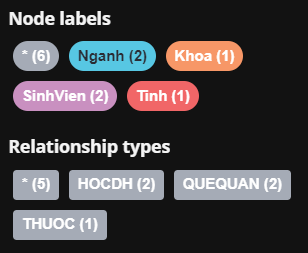 Node labels
* (6) Nganh (2) Khoa (1)
SinhVien (2) Tinh (1)
Relationship types
* (5) HOCDH (2) QUEQUAN (2)
THUOC (1)